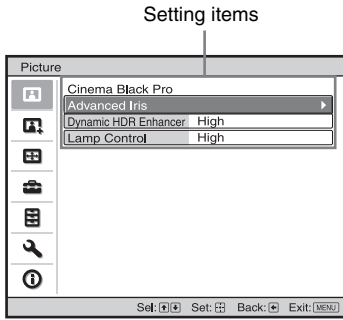 Setting items
Picture
Cinema Black Pro
Advanced Iris
Dynamic HDR Enhancer High
Lamp Control High
Sel: Set: Back: Exit: MENU